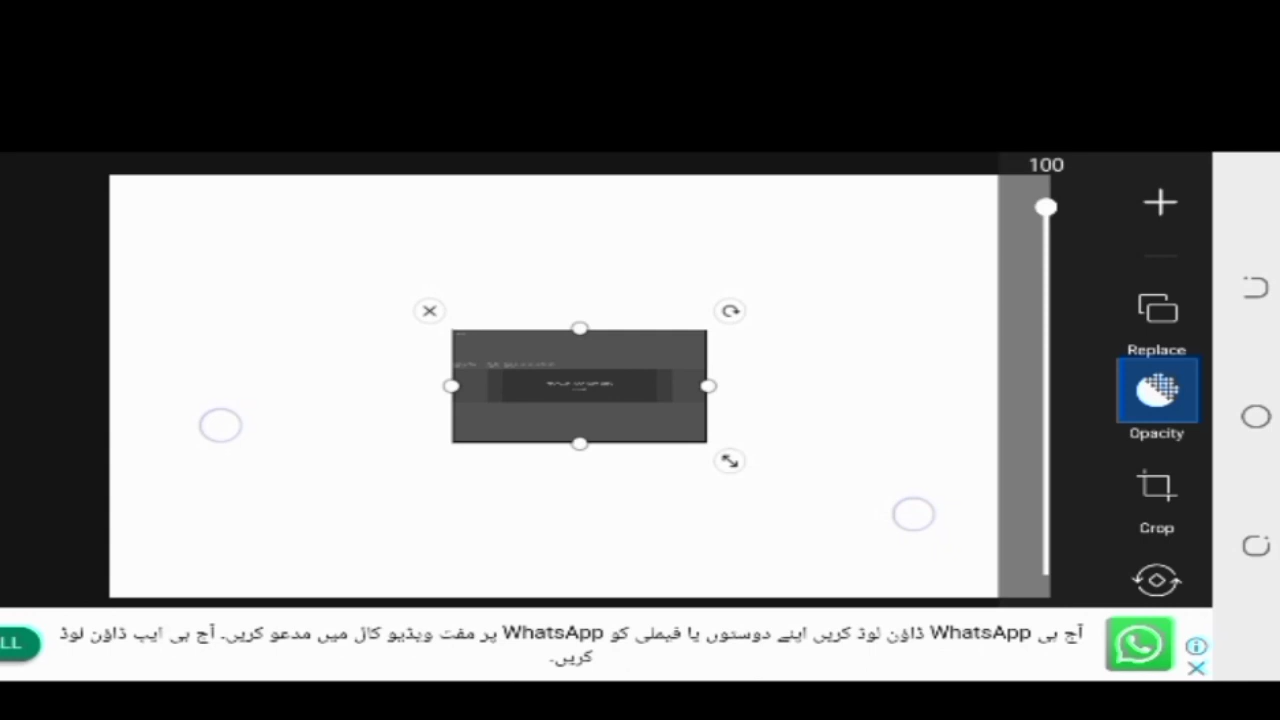 100
Replace
Opacity
Crop
LL
آج ہی WhatsApp ڈاؤن لوڈ کریں اپنے دوستوں یا فیملی کو WhatsApp پر مفت ویڈیو کال میں مدعو کریں۔ آج ہی ایپ ڈاؤن لوڈ
کریں۔